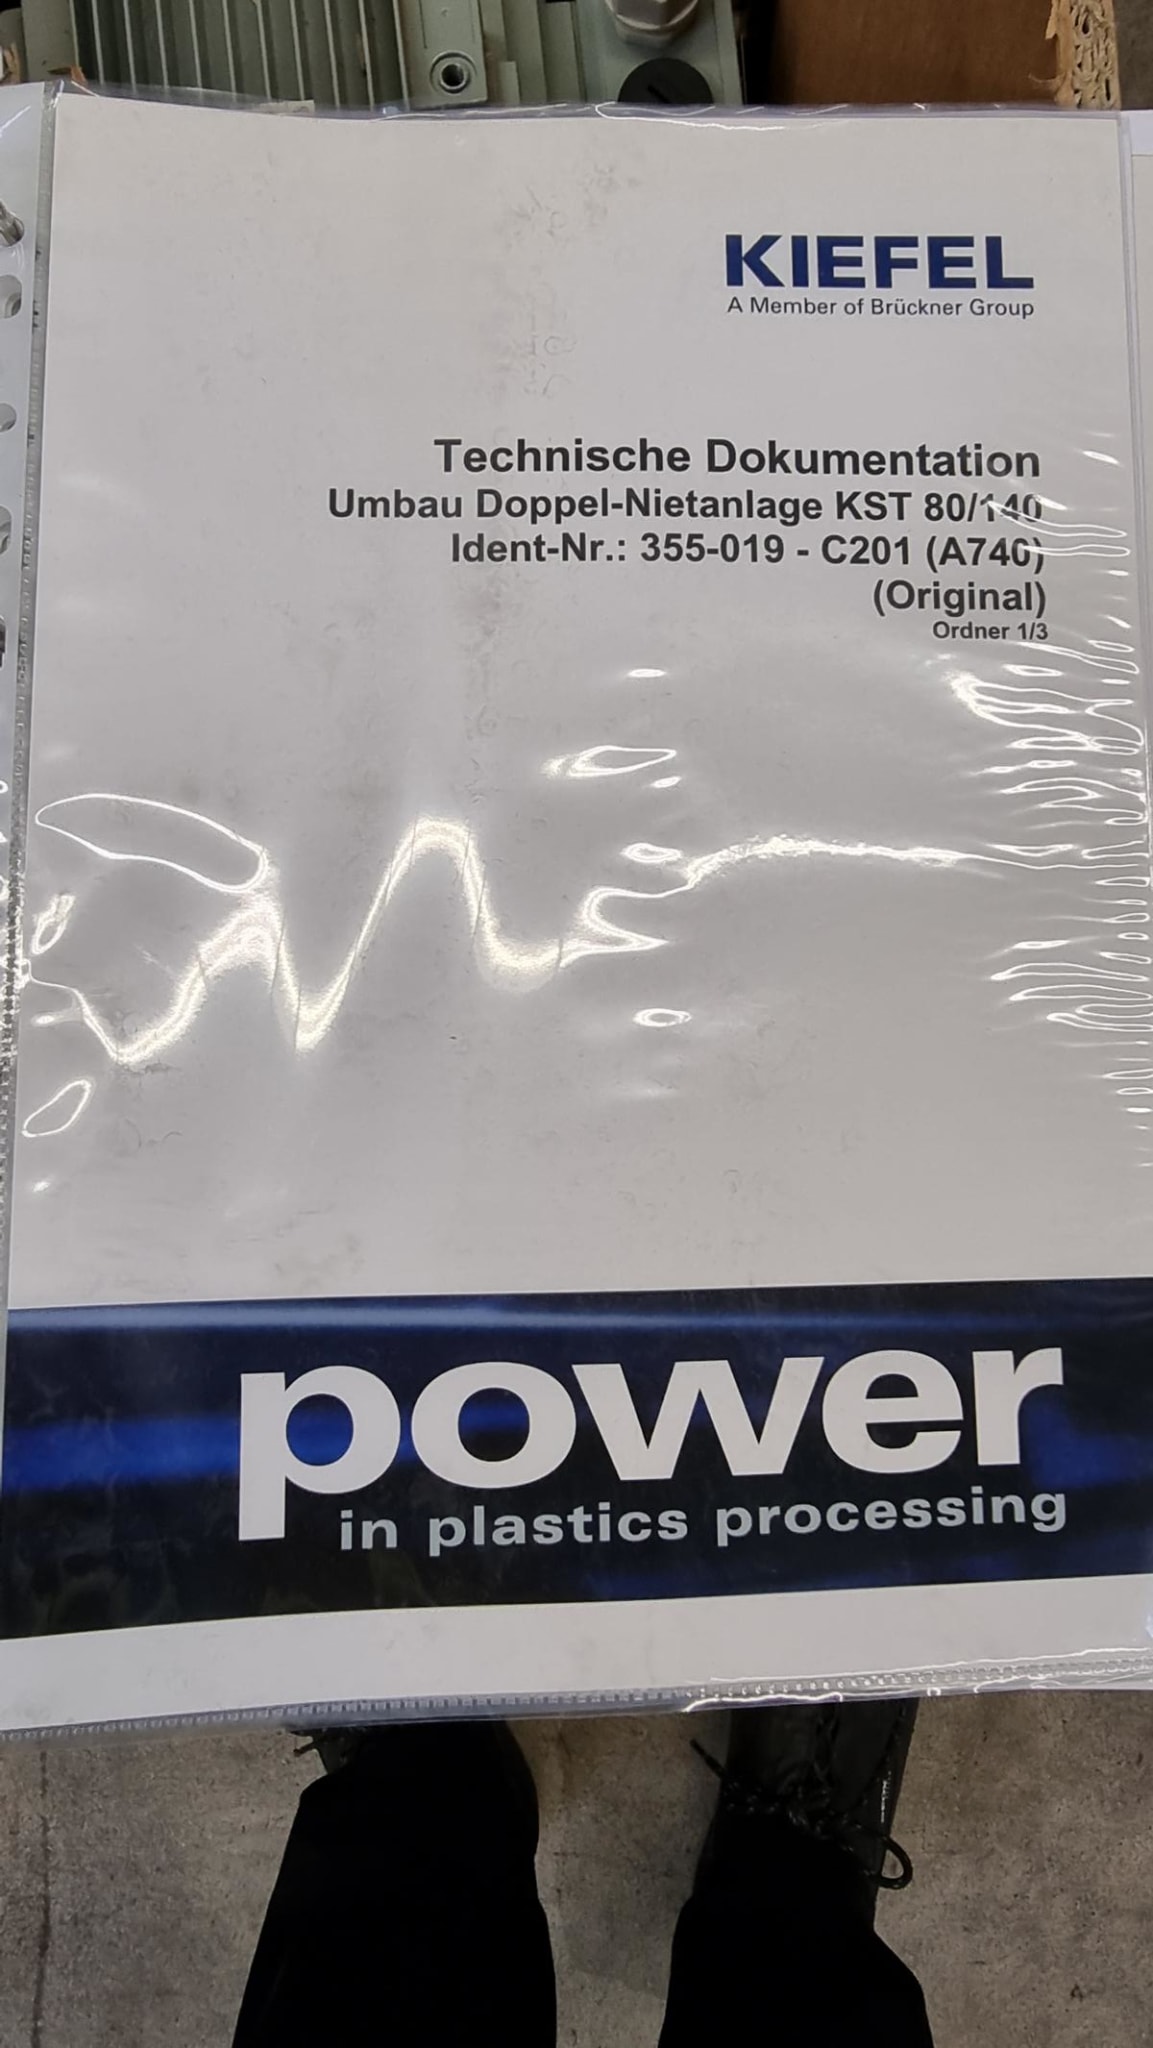 KIEFEL
A Member of Brückner Group
Technische Dokumentation
Umbau Doppel-Nietanlage KST 80/140
Ident-Nr.: 355-019 - C201 (A740)
(Original)
Ordner 1/3
power
in plastics processing